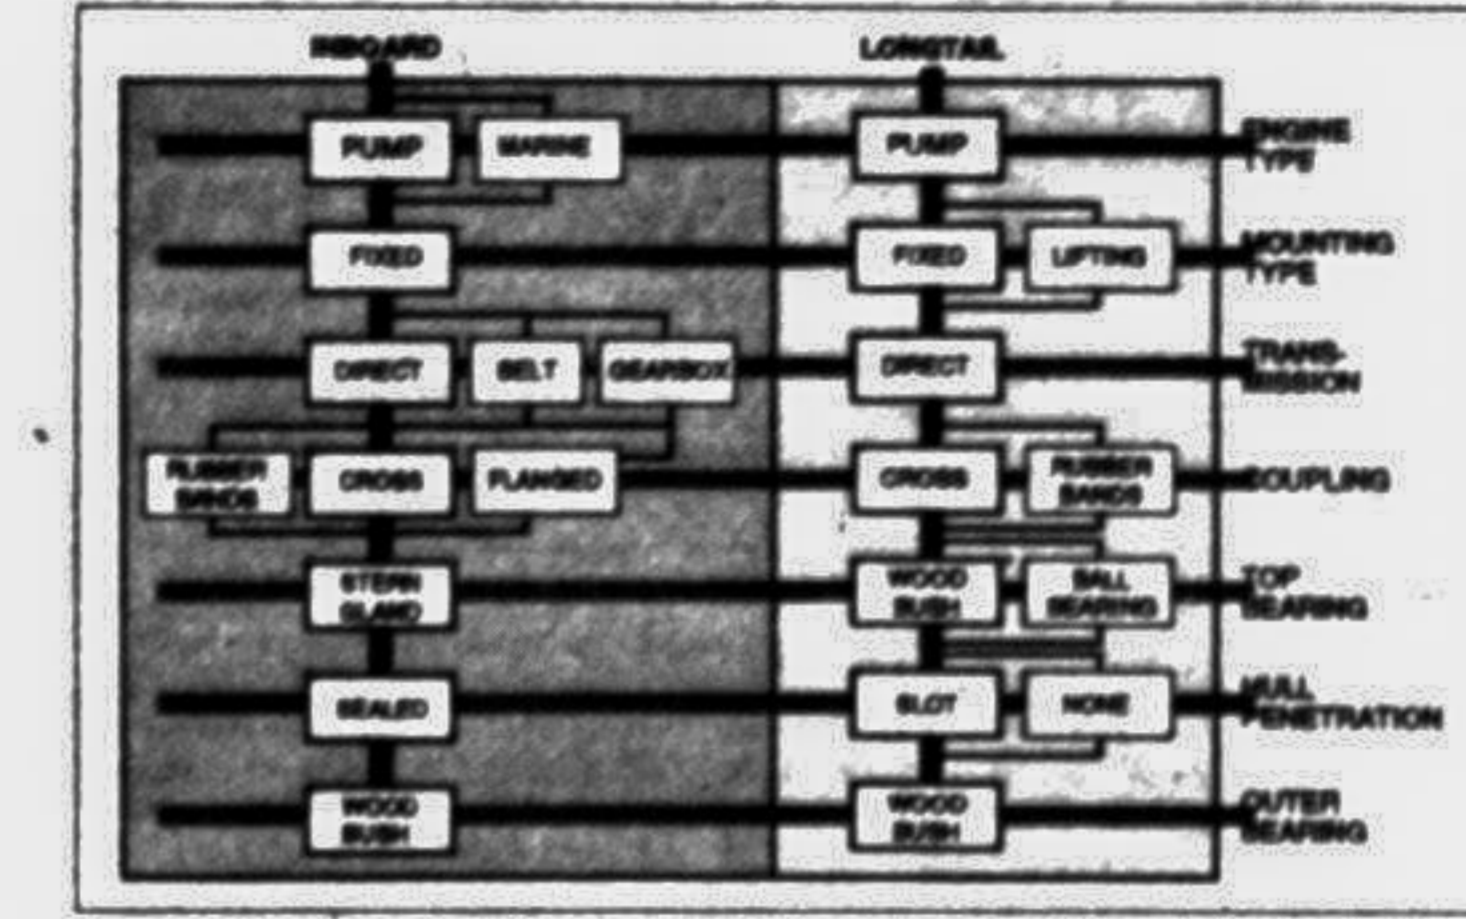 INBOARD
LONGTAIL
PUMP
MARINE
PUMP
ENGINE
TYPE
FIXED
FIXED
LIFTING
MOUNTING
TYPE
DIRECT
BELT
GEARBOX
DIRECT
TRANS-
MISSION
RUBBER
BANDS
CROSS
FLANGED
CROSS
RUBBER
BANDS
COUPLING
STERN
GLAND
WOOD
BUSH
BALL
BEARING
TOP
BEARING
SEALED
SLOT
NONE
HULL
PENETRATION
WOOD
BUSH
WOOD
BUSH
OUTER
BEARING